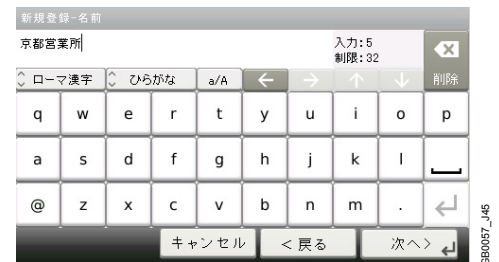 新規登録-名前
京都営業所
入力:5
制限:32
削除
ローマ漢字 ひらがな a/A ← → ↑ ↓
q w e r t y u i o p
a s d f g h j k l
@ z x c v b n m .
キャンセル < 戻る 次へ >
GB0057_J45